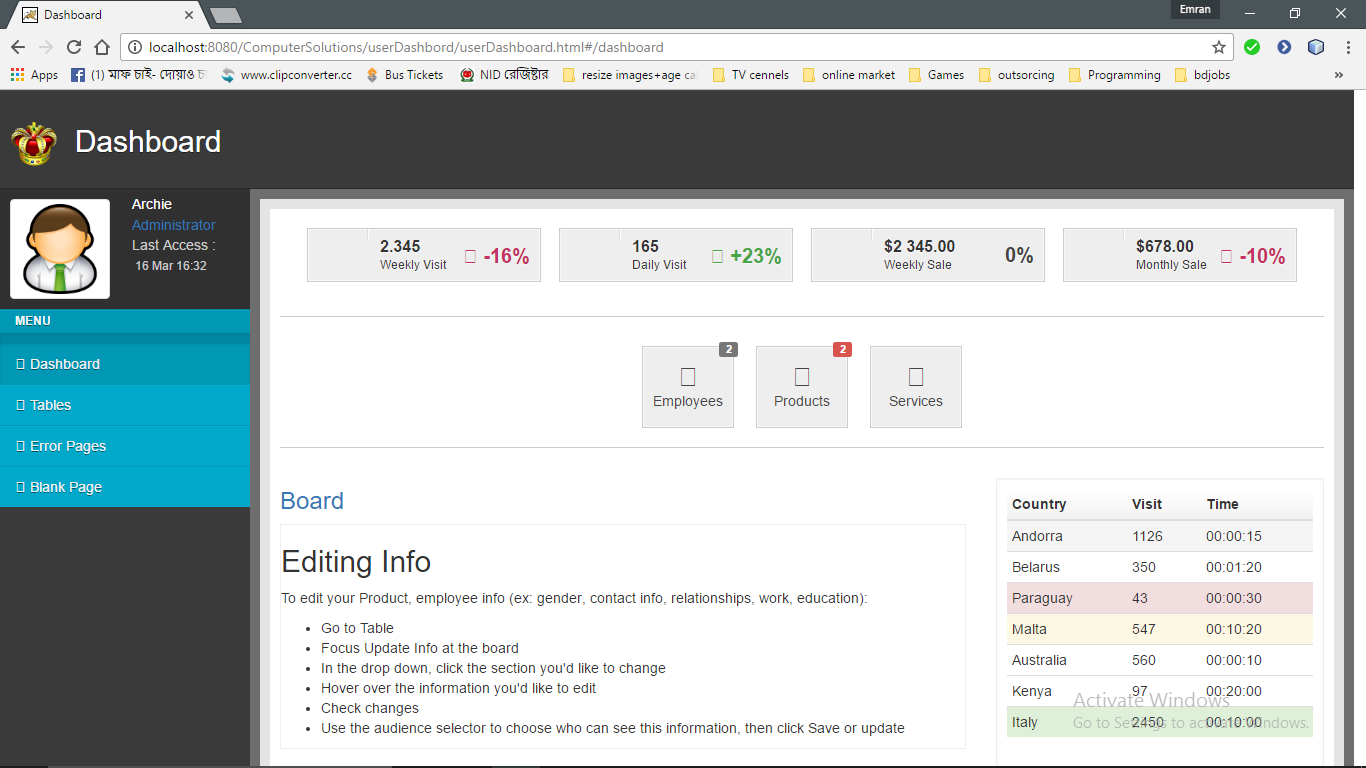 Dashboard
Emran
localhost:8080/ComputerSolutions/userDashbord/userDashboard.html#/dashboard
Apps
(1) মাফ চাই- দোয়াও চ
www.clipconverter.cc
Bus Tickets
NID রেজিষ্টার
resize images+age ca
TV cennels
online market
Games
outsorcing
Programming
bdjobs
»
Dashboard
Archie
Administrator
Last Access :
16 Mar 16:32
MENU
Dashboard
Tables
Error Pages
Blank Page
2.345
Weekly Visit
-16%
165
Daily Visit
+23%
$2 345.00
Weekly Sale
0%
$678.00
Monthly Sale
-10%
2
Employees
2
Products
Services
Board
Editing Info
To edit your Product, employee info (ex: gender, contact info, relationships, work, education):
• Go to Table
• Focus Update Info at the board
• In the drop down, click the section you'd like to change
• Hover over the information you'd like to edit
• Check changes
• Use the audience selector to choose who can see this information, then click Save or update
Country Visit Time
Andorra 1126 00:00:15
Belarus 350 00:01:20
Paraguay 43 00:00:30
Malta 547 00:10:20
Australia 560 00:00:10
Kenya 97 00:20:00
Italy 2450 00:10:00
Activate Windows
Go to Settings to activate Windows.